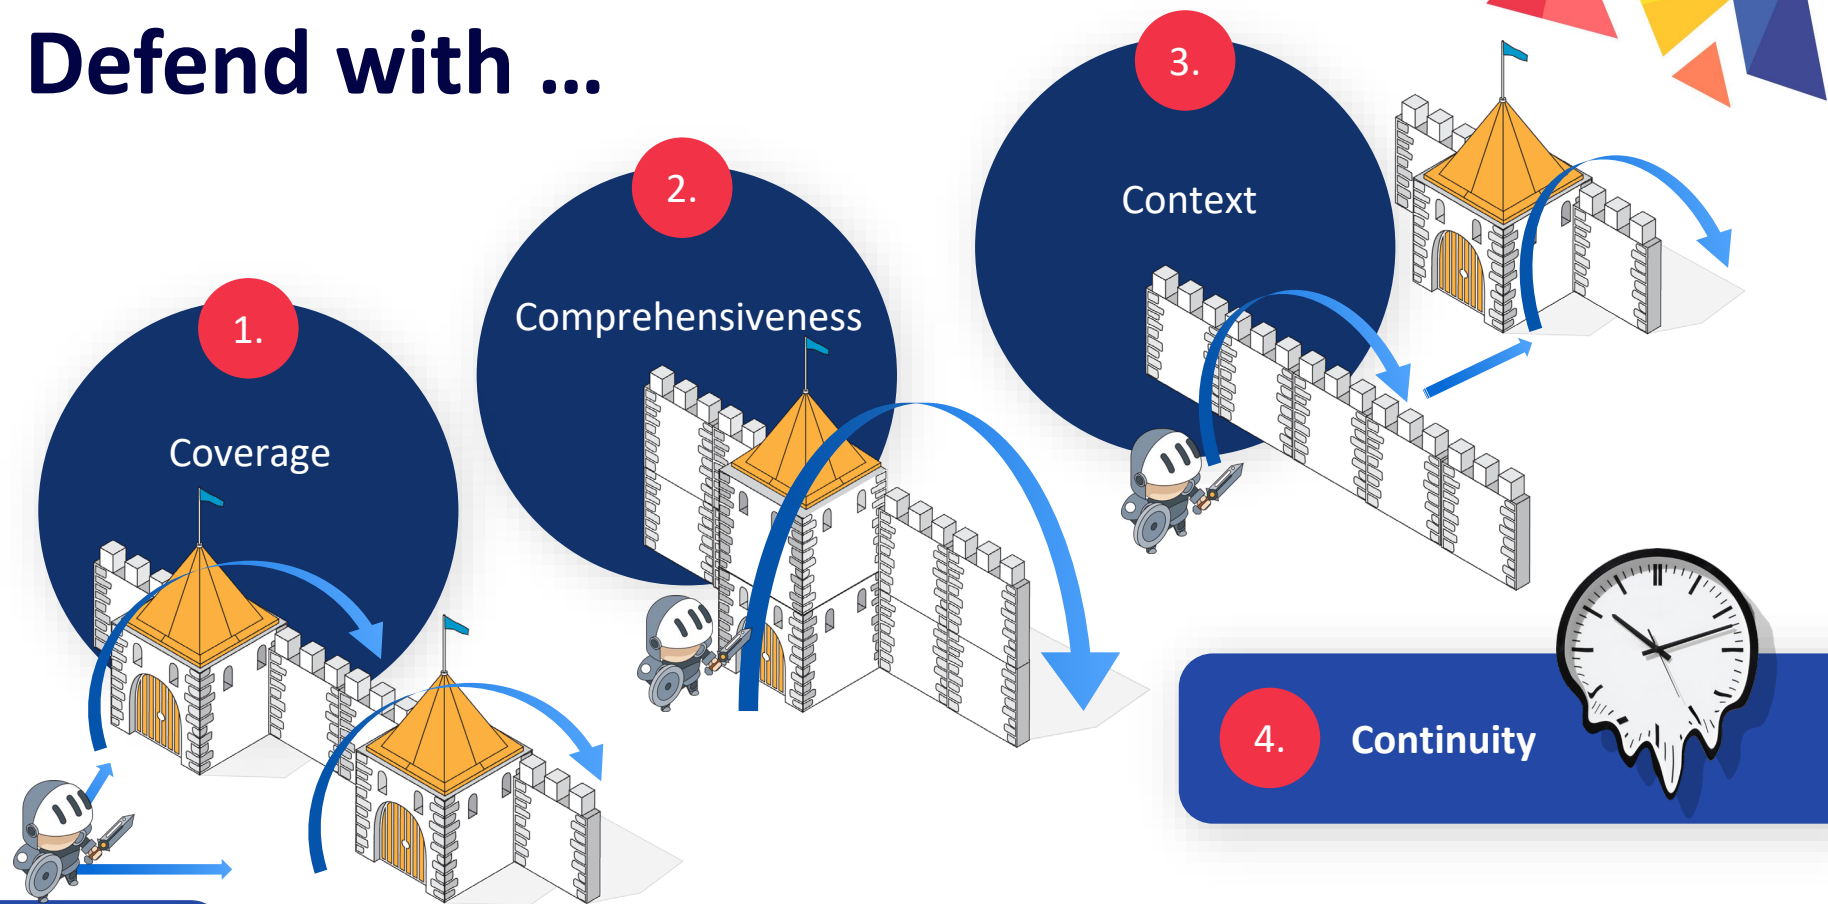 Defend with ...
1.
Coverage
2.
Comprehensiveness
3.
Context
4.
Continuity